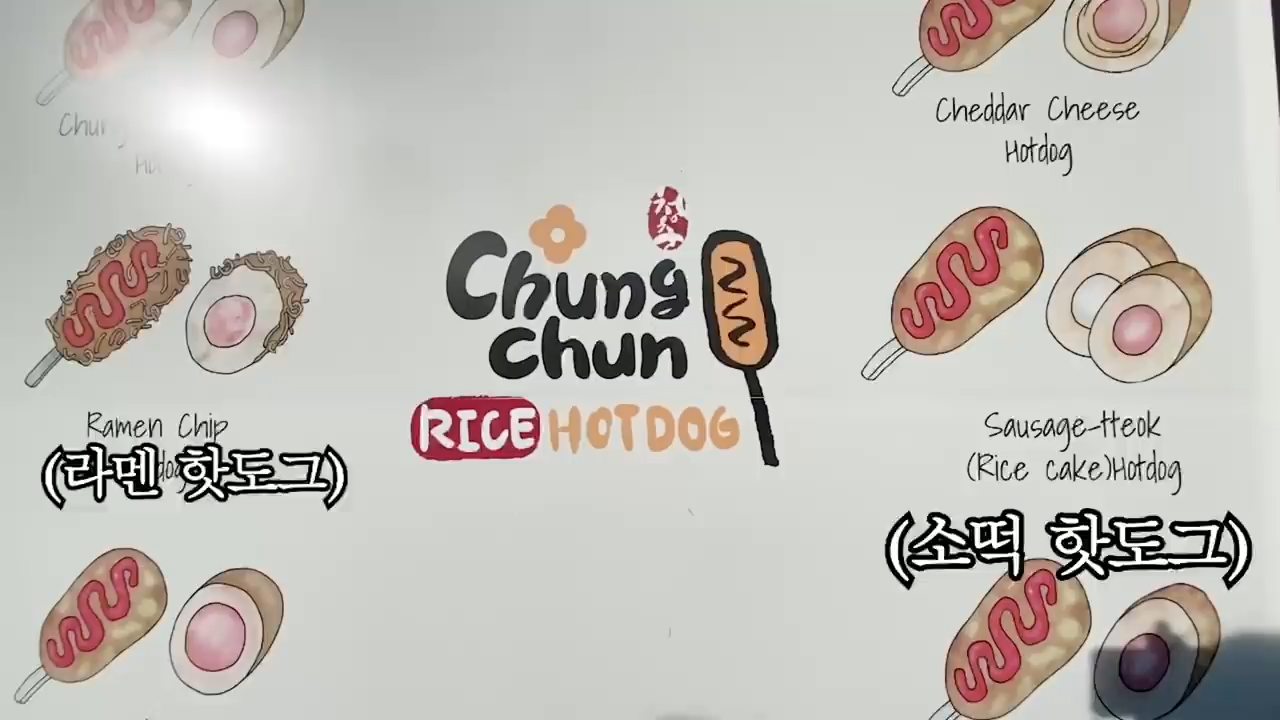 Cheddar Cheese
Hotdog
청춘
Chung
Chun
RICE HOTDOG
Ramen Chip
(라멘 핫도그)
Sausage-tteok
(Rice cake)Hotdog
(소떡 핫도그)